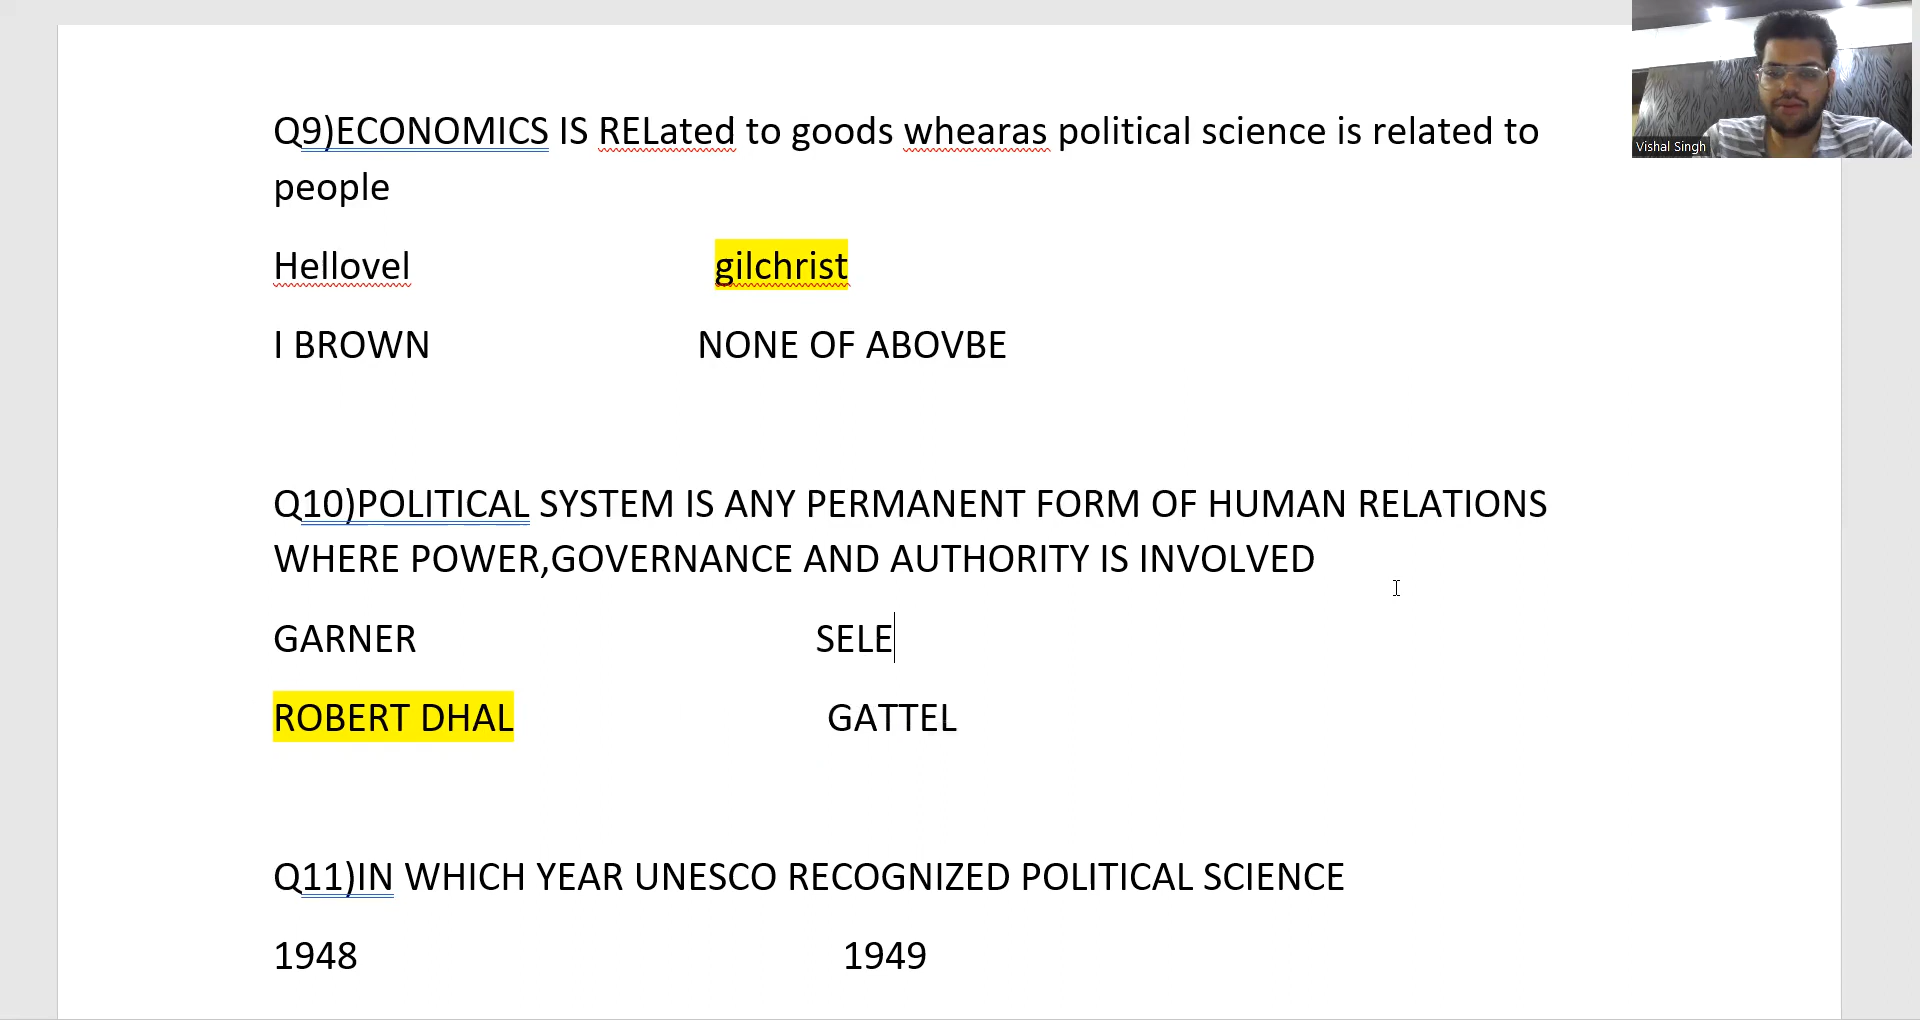 Vishal Singh
Q9)ECONOMICS IS RELated to goods whearas political science is related to
people
Hellovel gilchrist
I BROWN NONE OF ABOVBE
Q10)POLITICAL SYSTEM IS ANY PERMANENT FORM OF HUMAN RELATIONS
WHERE POWER,GOVERNANCE AND AUTHORITY IS INVOLVED
GARNER SELE
ROBERT DHAL GATTEL
Q11)IN WHICH YEAR UNESCO RECOGNIZED POLITICAL SCIENCE
1948 1949